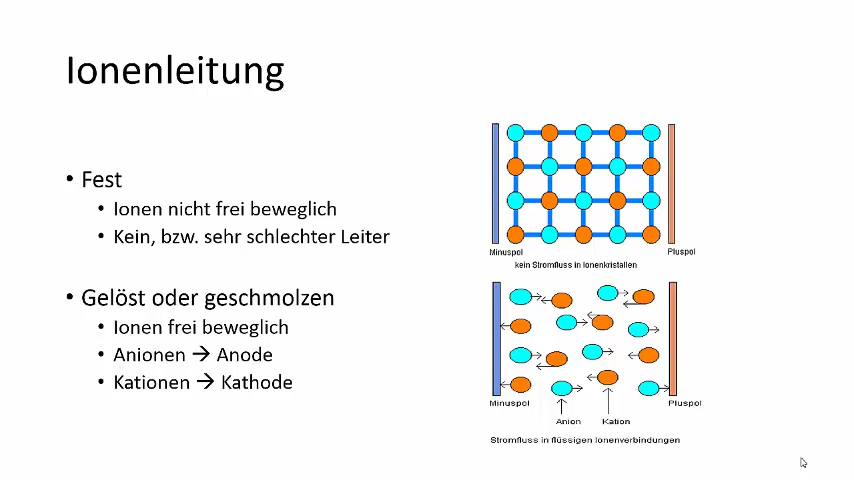 Ionenleitung
• Fest
• Ionen nicht frei beweglich
• Kein, bzw. sehr schlechter Leiter
• Gelöst oder geschmolzen
• Ionen frei beweglich
• Anionen → Anode
• Kationen → Kathode
Minuspol
Pluspol
kein Stromfluss in Ionenkristallen
Minuspol
Pluspol
Anion
Kation
Stromfluss in flüssigen Ionenverbindungen